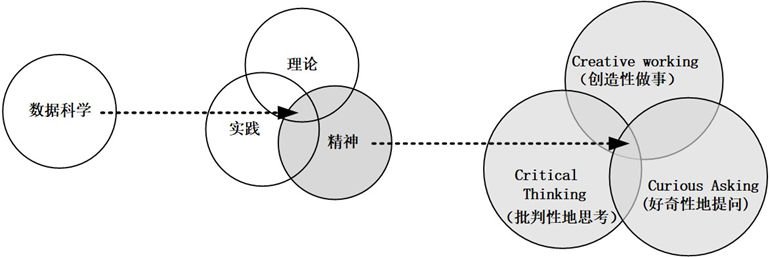 数据科学
理论
实践
精神
Creative working
（创造性做事）
Critical
Thinking
（批判性地思考）
Curious Asking
(好奇性地提问)